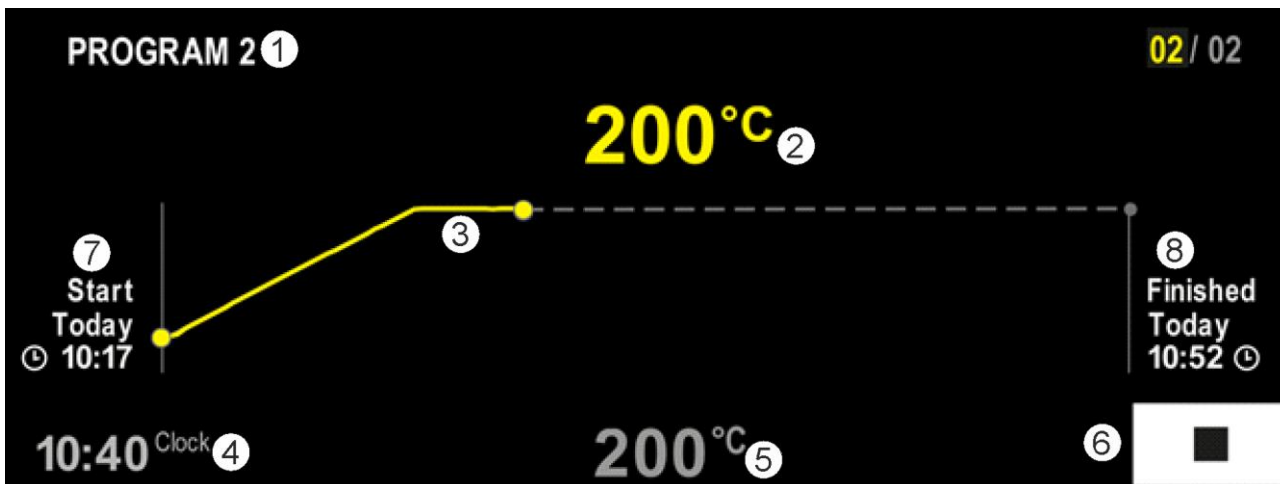 PROGRAM 2 1
02 / 02
200 °C 2
3
7
Start
Today
10:17
8
Finished
Today
10:52
10:40 Clock 4
200 °C 5
6